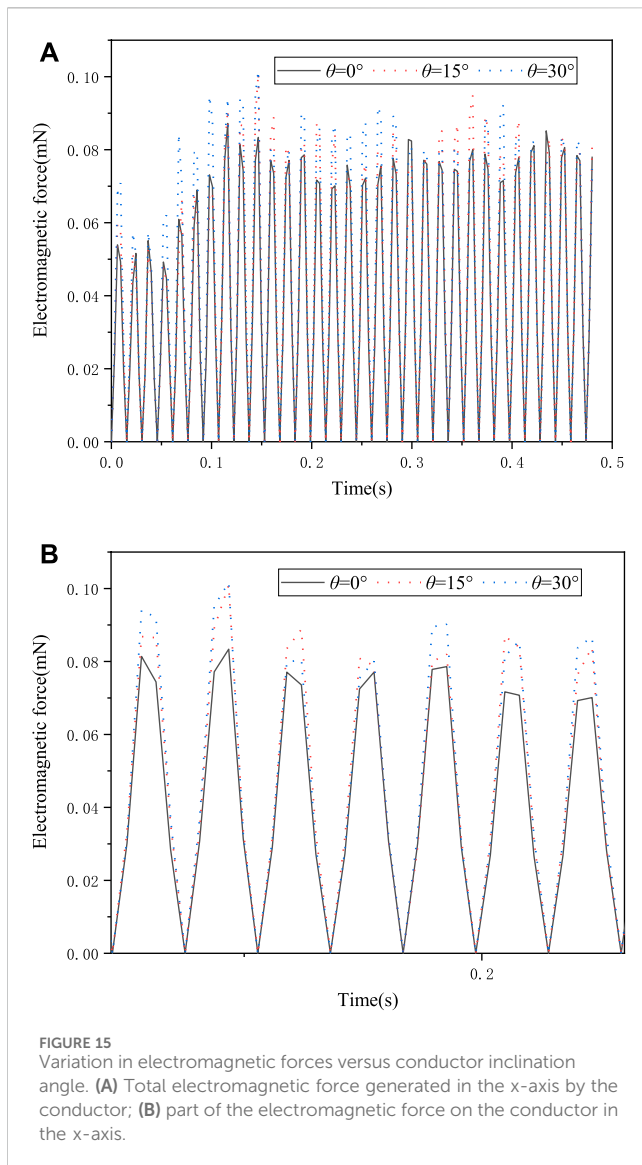 A
θ=0° θ=15° θ=30°
Electromagnetic force(mN)
0.10
0.08
0.06
0.04
0.02
0.00
0.0 0.1 0.2 0.3 0.4 0.5
Time(s)
B
θ=0° θ=15° θ=30°
Electromagnetic force(mN)
0.10
0.08
0.06
0.04
0.02
0.00
0.2
Time(s)
FIGURE 15
Variation in electromagnetic forces versus conductor inclination
angle. (A) Total electromagnetic force generated in the x-axis by the
conductor; (B) part of the electromagnetic force on the conductor in
the x-axis.